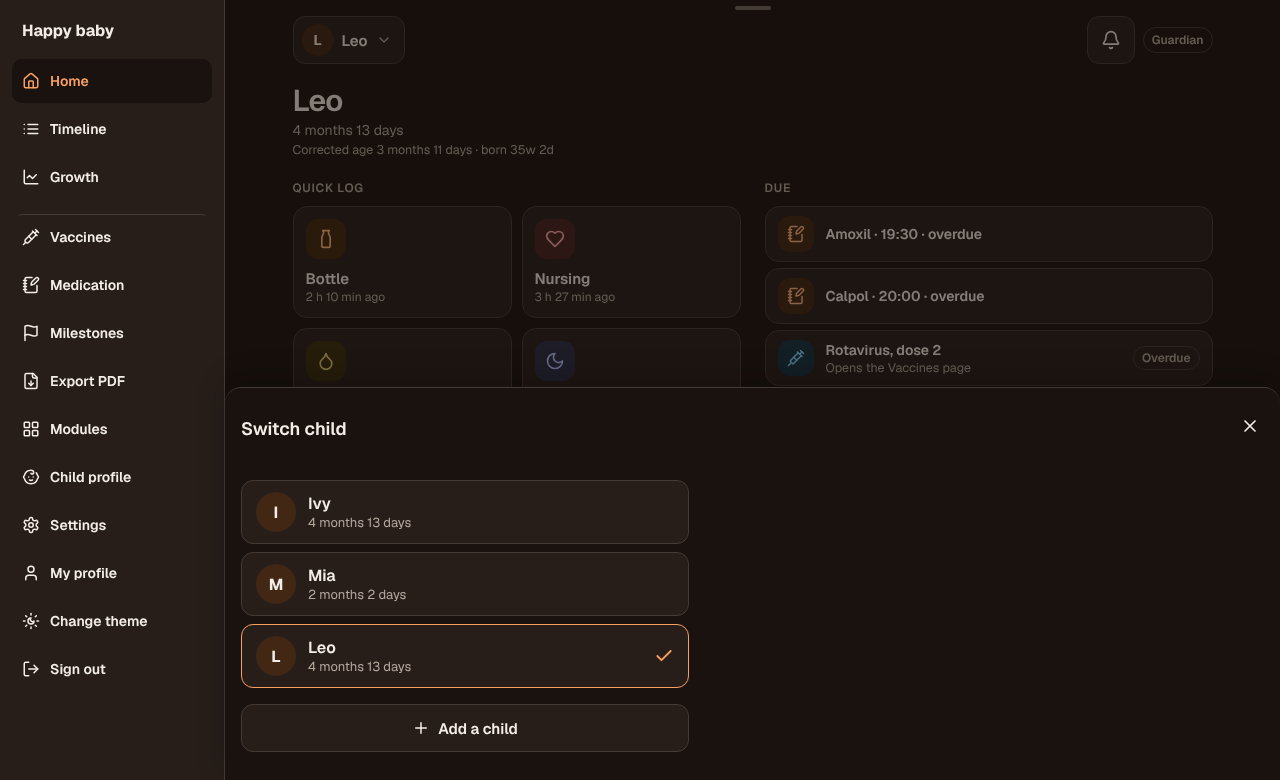 Happy baby
Home
Timeline
Growth
Vaccines
Medication
Milestones
Export PDF
Modules
Child profile
Settings
My profile
Change theme
Sign out
L Leo
Guardian
Leo
4 months 13 days
Corrected age 3 months 11 days · born 35w 2d
QUICK LOG
Bottle
2 h 10 min ago
Nursing
3 h 27 min ago
DUE
Amoxil · 19:30 · overdue
Calpol · 20:00 · overdue
Rotavirus, dose 2
Opens the Vaccines page
Overdue
Switch child
I
Ivy
4 months 13 days
M
Mia
2 months 2 days
L
Leo
4 months 13 days
Add a child